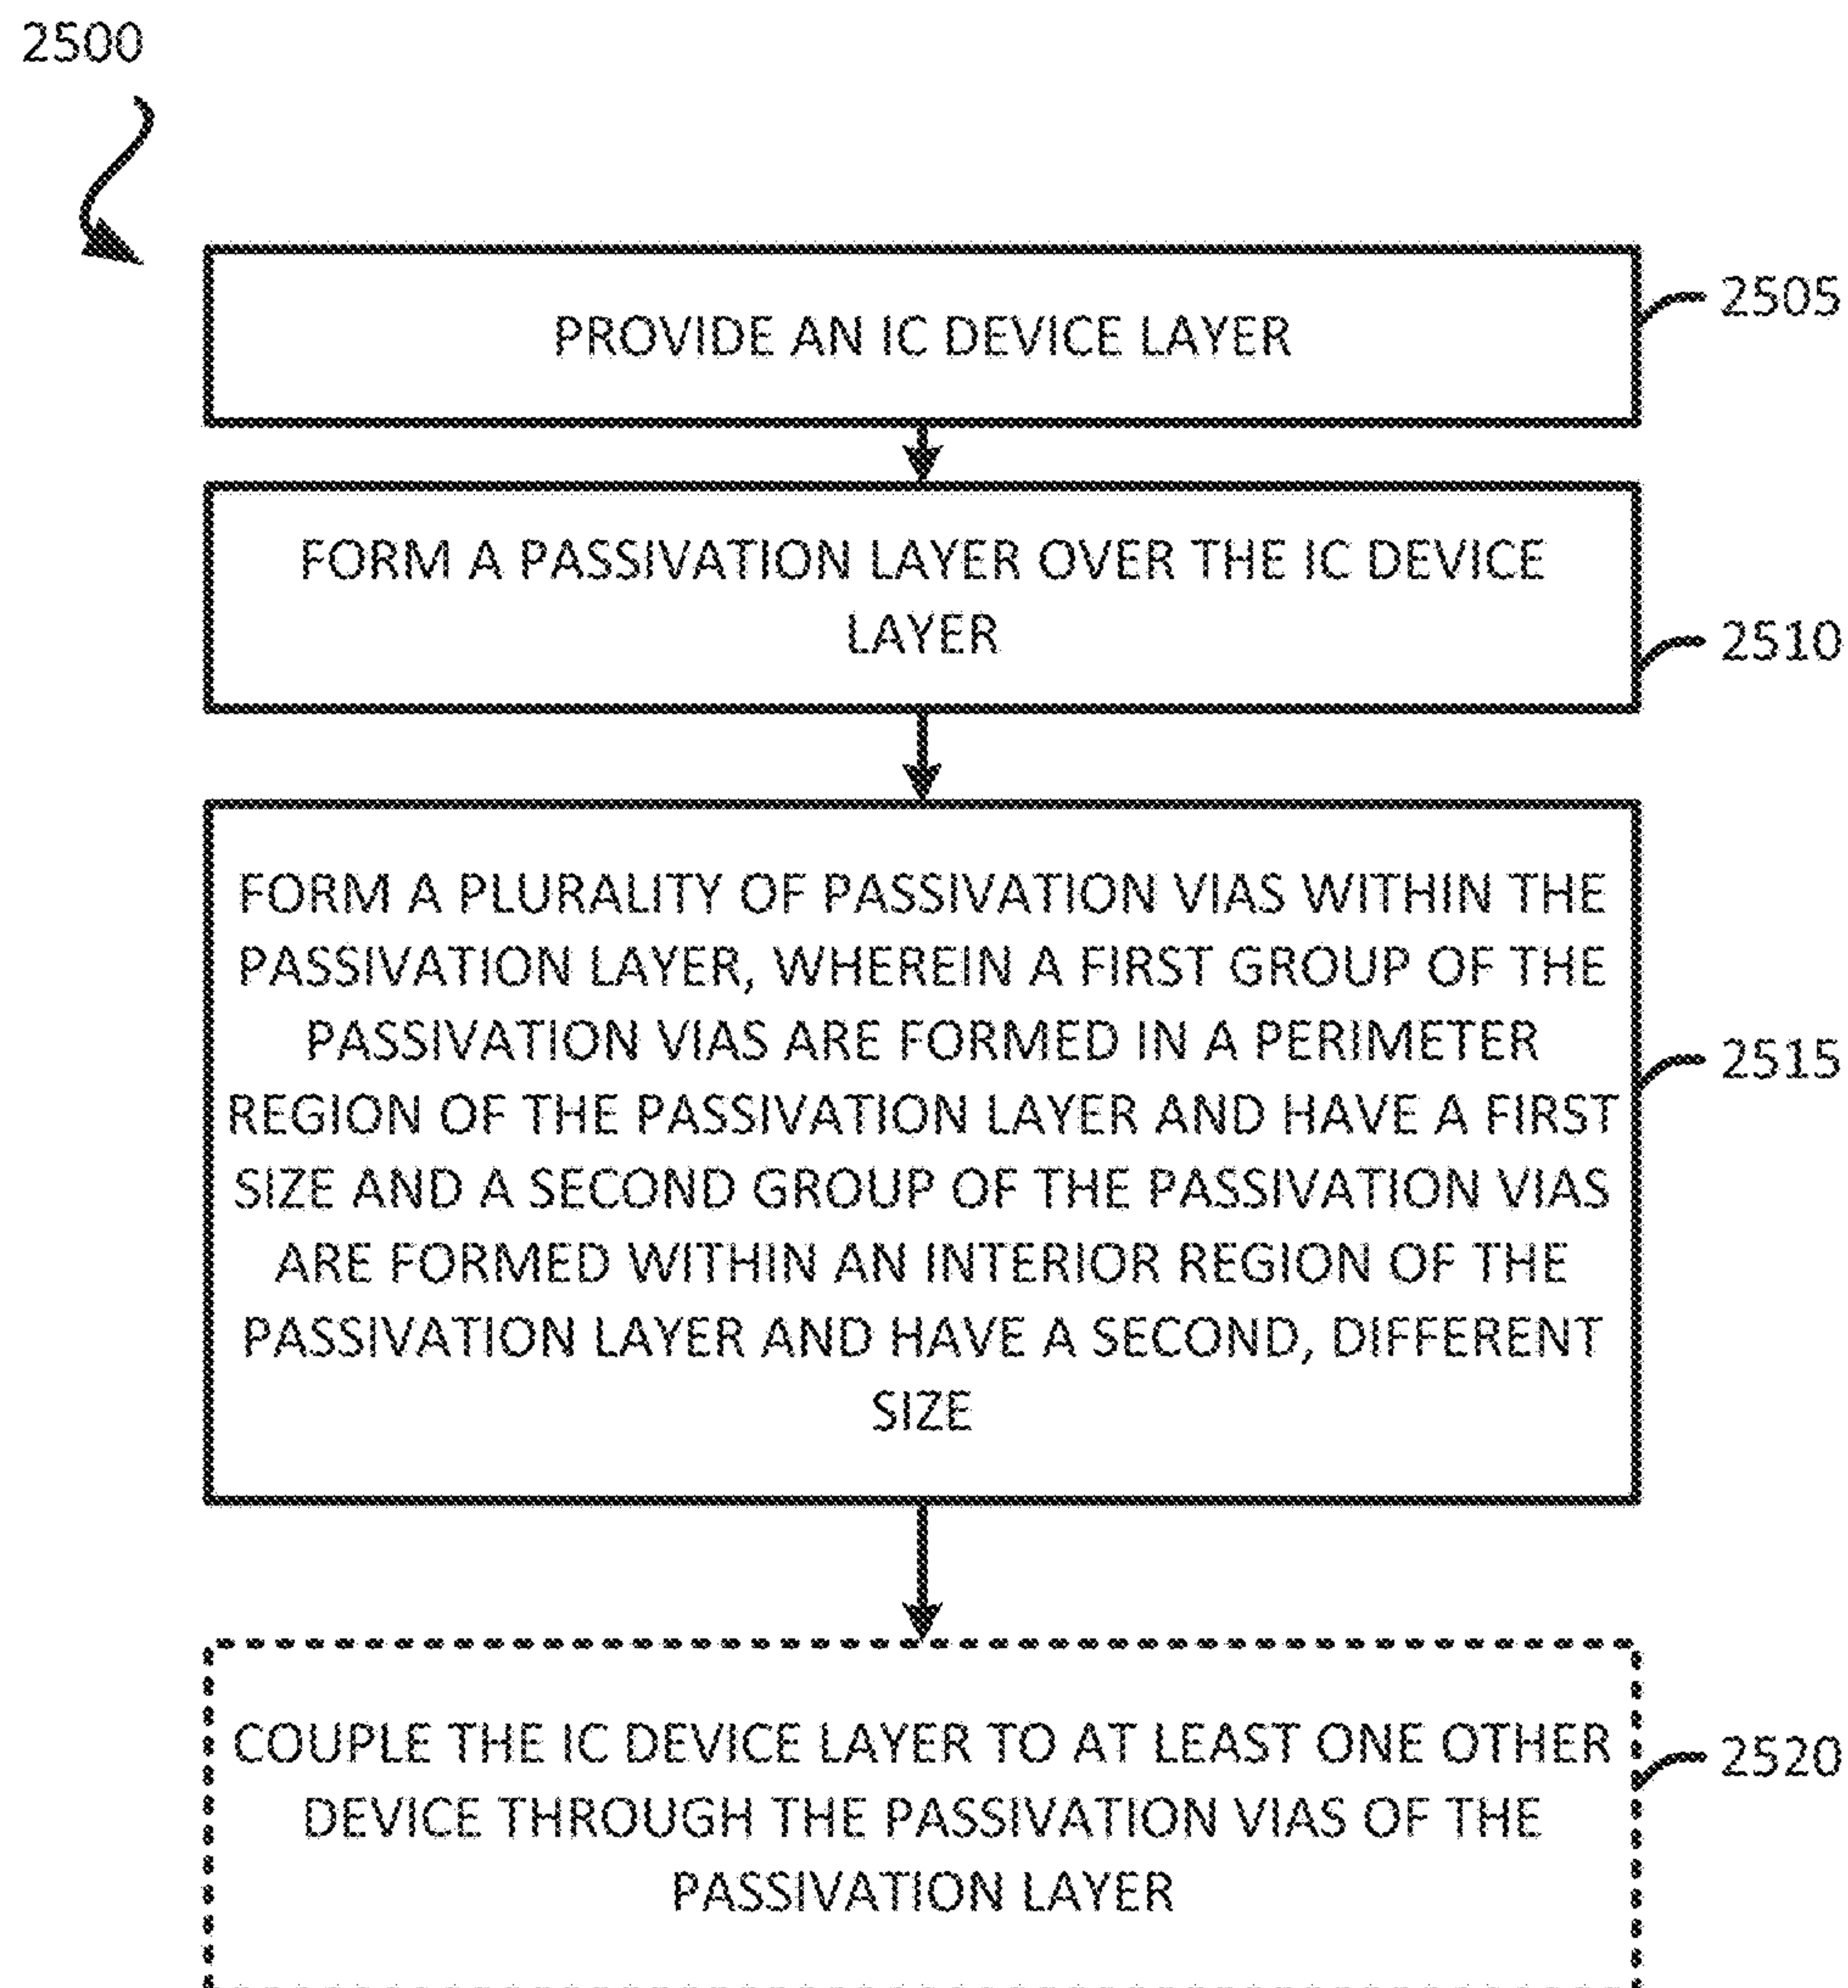 2500
PROVIDE AN IC DEVICE LAYER
2505
FORM A PASSIVATION LAYER OVER THE IC DEVICE
LAYER
2510
FORM A PLURALITY OF PASSIVATION VIAS WITHIN THE
PASSIVATION LAYER, WHEREIN A FIRST GROUP OF THE
PASSIVATION VIAS ARE FORMED IN A PERIMETER
REGION OF THE PASSIVATION LAYER AND HAVE A FIRST
SIZE AND A SECOND GROUP OF THE PASSIVATION VIAS
ARE FORMED WITHIN AN INTERIOR REGION OF THE
PASSIVATION LAYER AND HAVE A SECOND, DIFFERENT
SIZE
2515
COUPLE THE IC DEVICE LAYER TO AT LEAST ONE OTHER
DEVICE THROUGH THE PASSIVATION VIAS OF THE
PASSIVATION LAYER
2520